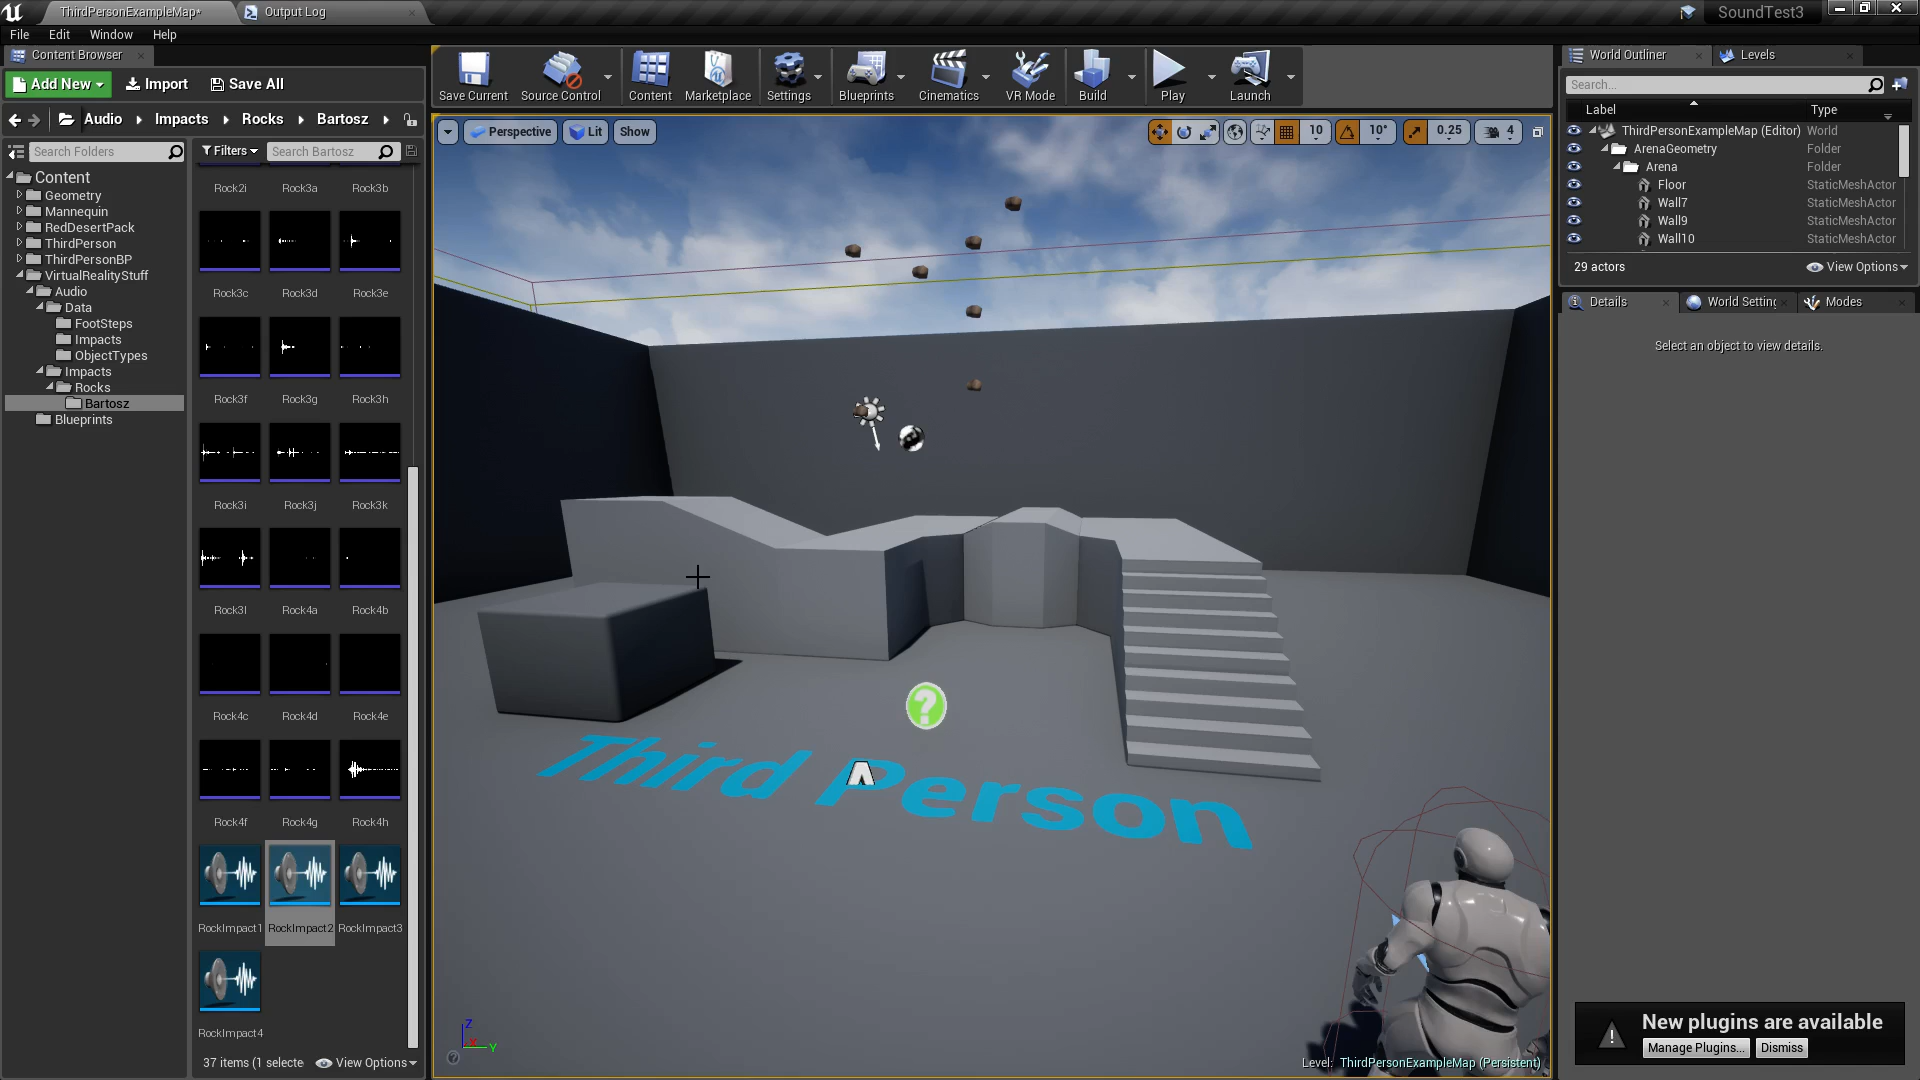 ThirdPersonExampleMap*
Output Log
SoundTest3
File Edit Window Help
Content Browser
Add New Import Save All
Audio Impacts Rocks Bartosz
Search Folders
Filters Search Bartosz
Content
Geometry
Mannequin
RedDesertPack
ThirdPerson
ThirdPersonBP
VirtualRealityStuff
Audio
Data
FootSteps
Impacts
ObjectTypes
Impacts
Rocks
Bartosz
Blueprints
Rock2i Rock3a Rock3b
Rock3c Rock3d Rock3e
Rock3f Rock3g Rock3h
Rock3i Rock3j Rock3k
Rock3l Rock4a Rock4b
Rock4c Rock4d Rock4e
Rock4f Rock4g Rock4h
RockImpact1 RockImpact2 RockImpact3
RockImpact4
37 items (1 selecte View Options
Save Current Source Control Content Marketplace Settings Blueprints Cinematics VR Mode Build Play Launch
Perspective Lit Show
10 10° 0.25 4
Third Person
Z
X
Y
Level: ThirdPersonExampleMap (Persistent)
World Outliner Levels
Search...
Label Type
ThirdPersonExampleMap (Editor) World
ArenaGeometry Folder
Arena Folder
Floor StaticMeshActor
Wall7 StaticMeshActor
Wall9 StaticMeshActor
Wall10 StaticMeshActor
29 actors View Options
Details World Setting Modes
Select an object to view details.
New plugins are available
Manage Plugins... Dismiss